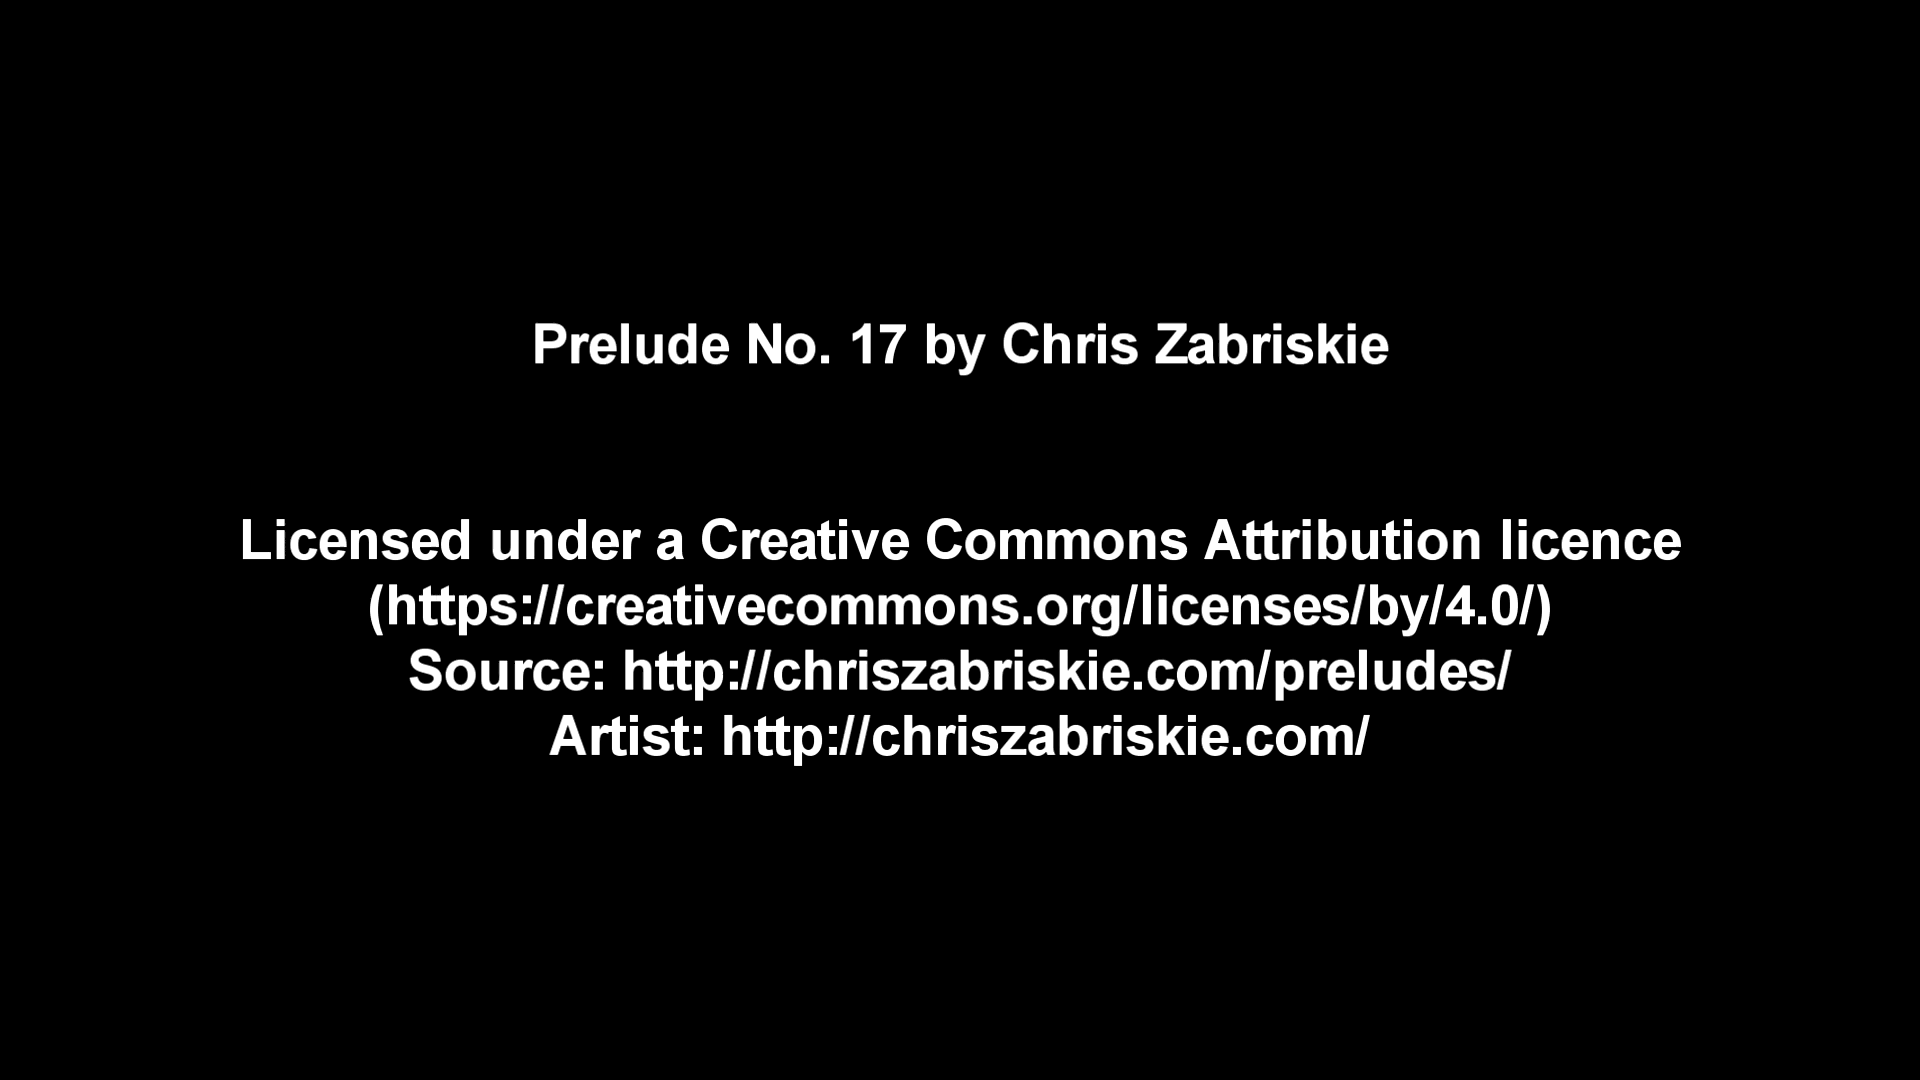 Prelude No. 17 by Chris Zabriskie
Licensed under a Creative Commons Attribution licence
(https://creativecommons.org/licenses/by/4.0/)
Source: http://chriszabriskie.com/preludes/
Artist: http://chriszabriskie.com/